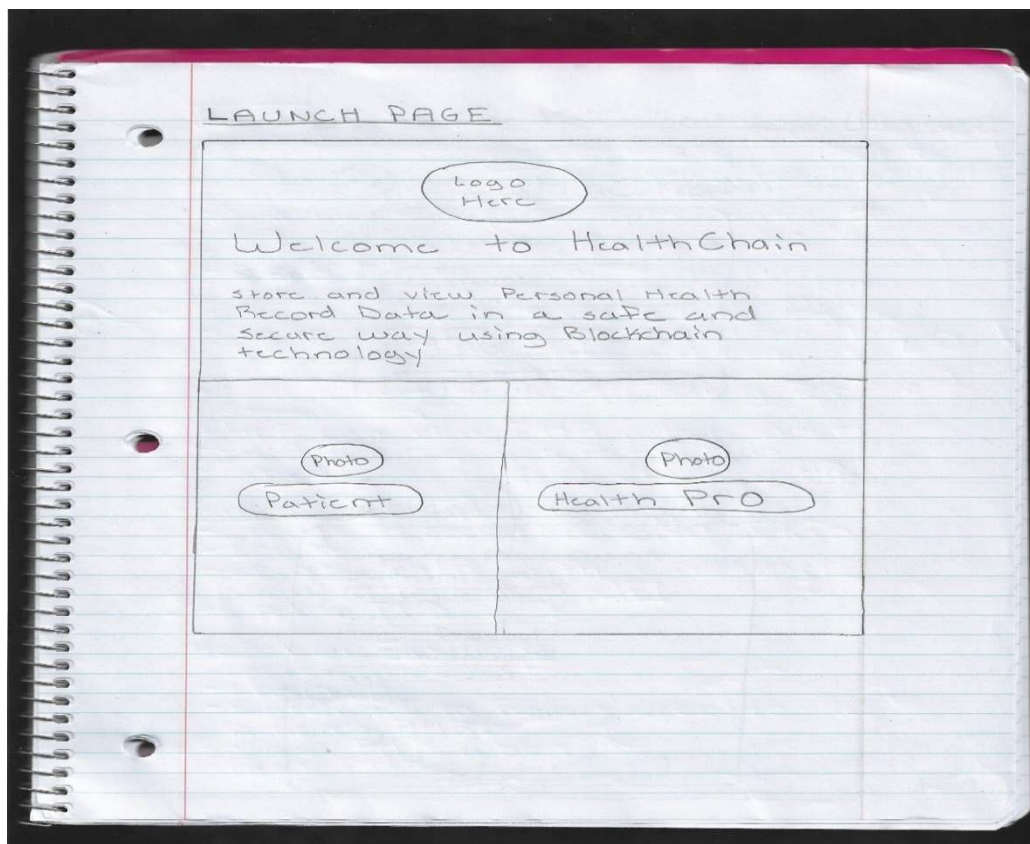 LAUNCH PAGE
Logo
Here
Welcome to HealthChain
store and view Personal Health
Record Data in a safe and
secure way using Blockchain
technology
Photo
Photo
Patient
Health Pro